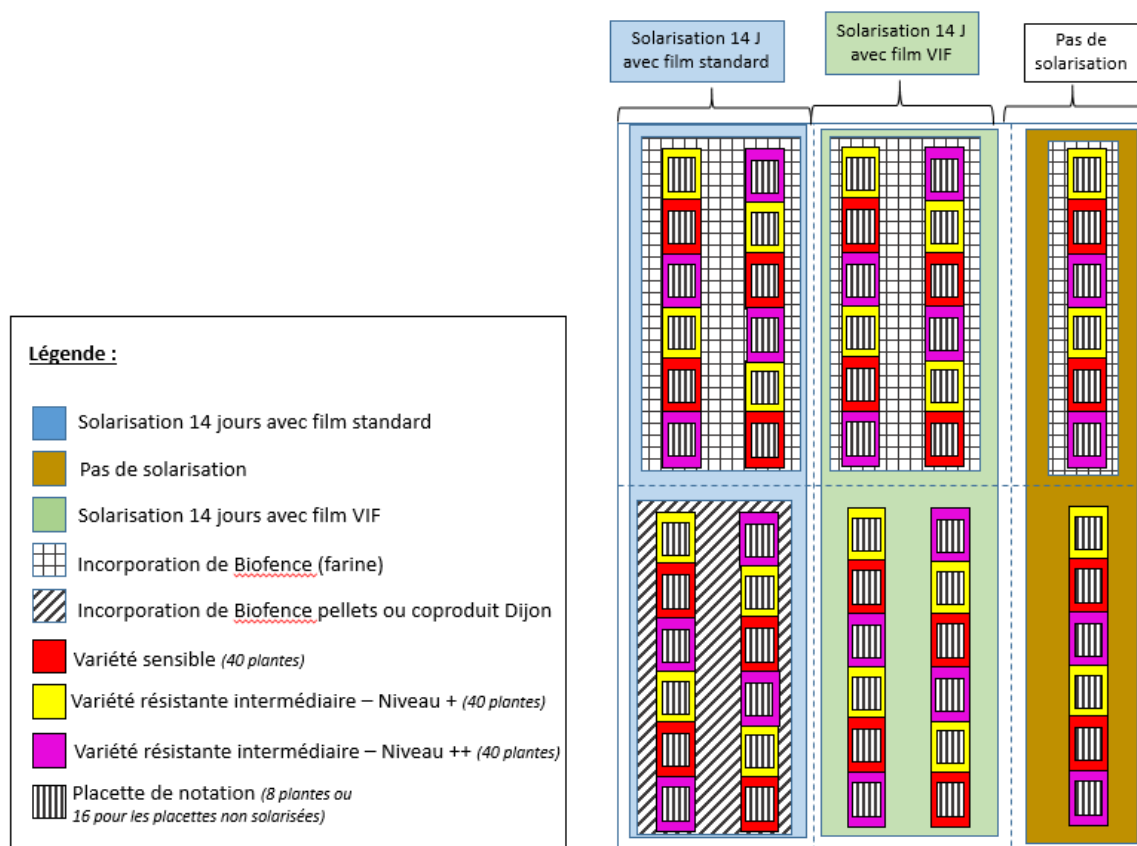 Solarisation 14 J
avec film standard
Solarisation 14 J
avec film VIF
Pas de
solarisation
Légende :
Solarisation 14 jours avec film standard
Pas de solarisation
Solarisation 14 jours avec film VIF
Incorporation de Biofence (farine)
Incorporation de Biofence pellets ou coproduit Dijon
Variété sensible (40 plantes)
Variété résistante intermédiaire – Niveau + (40 plantes)
Variété résistante intermédiaire – Niveau ++ (40 plantes)
Placette de notation (8 plantes ou
16 pour les placettes non solarisées)